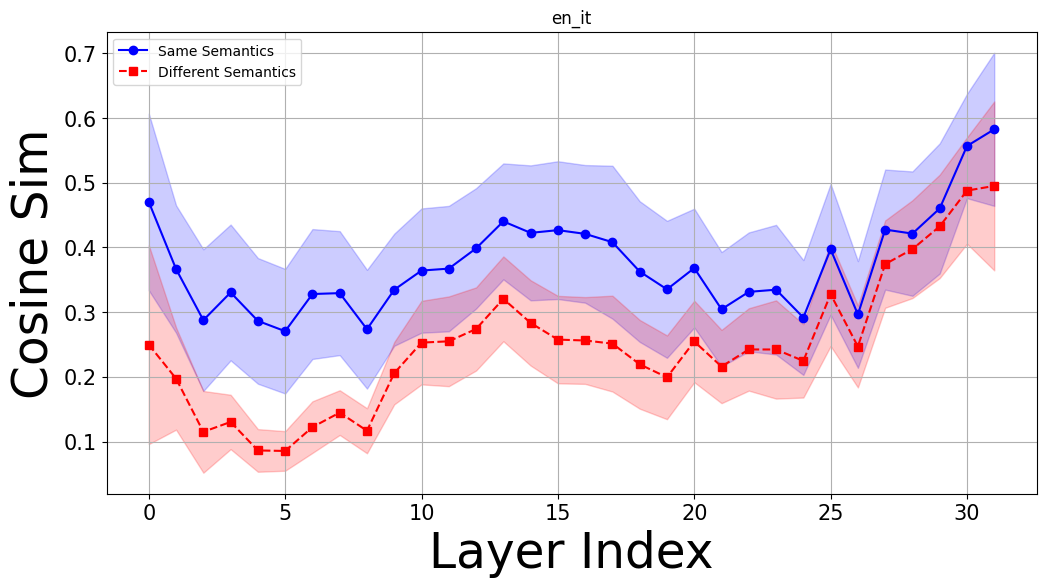 en_it
Same Semantics
Different Semantics
Cosine Sim
0.7
0.6
0.5
0.4
0.3
0.2
0.1
0 5 10 15 20 25 30
Layer Index